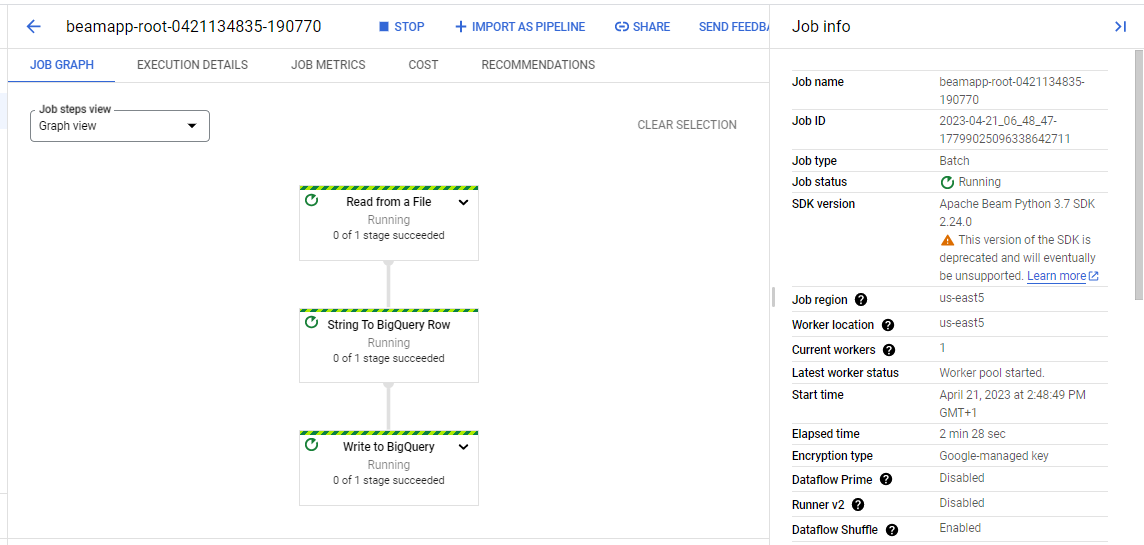 beamapp-root-0421134835-190770
STOP
IMPORT AS PIPELINE
SHARE
SEND FEEDBA
JOB GRAPH
EXECUTION DETAILS
JOB METRICS
COST
RECOMMENDATIONS
Job steps view
Graph view
CLEAR SELECTION
Read from a File
Running
0 of 1 stage succeeded
String To BigQuery Row
Running
0 of 1 stage succeeded
Write to BigQuery
Running
0 of 1 stage succeeded
Job info
Job name
beamapp-root-0421134835-
190770
Job ID
2023-04-21_06_48_47-
17799025096338642711
Job type
Batch
Job status
Running
SDK version
Apache Beam Python 3.7 SDK
2.24.0
This version of the SDK is
deprecated and will eventually
be unsupported. Learn more
Job region ?
us-east5
Worker location ?
us-east5
Current workers ?
1
Latest worker status
Worker pool started.
Start time
April 21, 2023 at 2:48:49 PM
GMT+1
Elapsed time
2 min 28 sec
Encryption type
Google-managed key
Dataflow Prime ?
Disabled
Runner v2 ?
Disabled
Dataflow Shuffle ?
Enabled